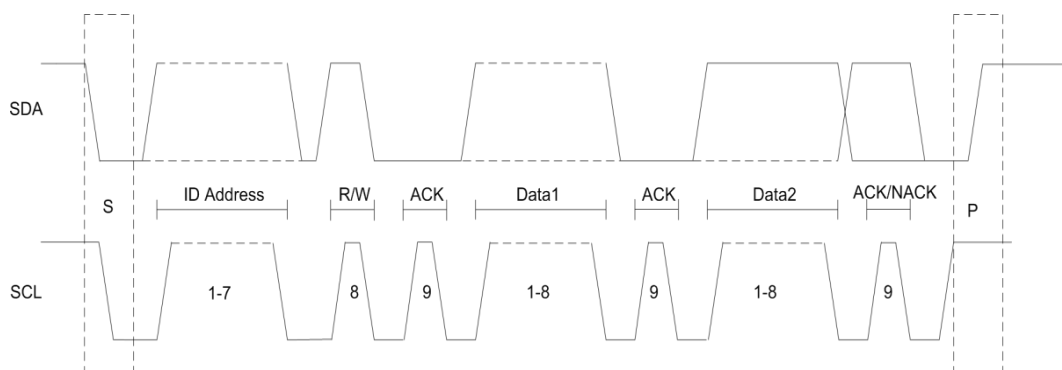 SDA
S
ID Address
R/W
ACK
Data1
ACK
Data2
ACK/NACK
P
SCL
1-7
8
9
1-8
9
1-8
9